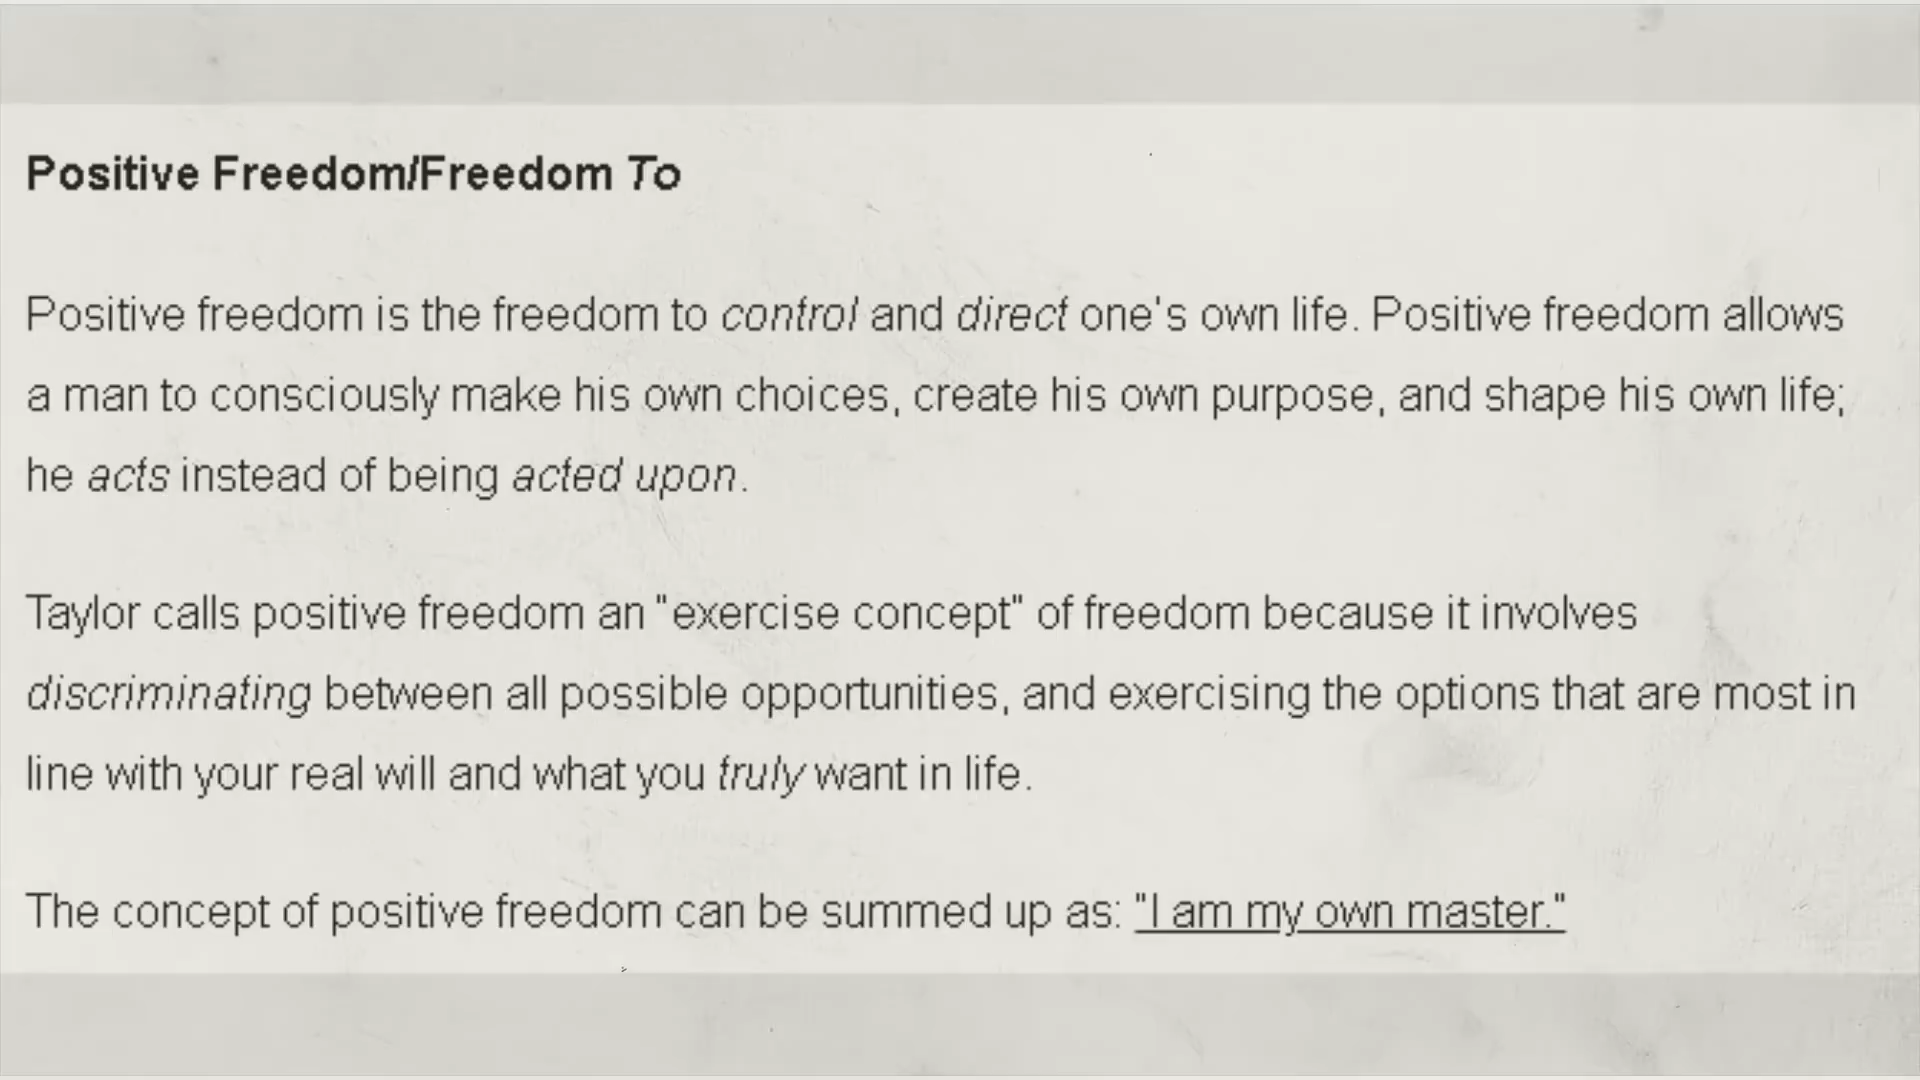 Positive Freedom/Freedom To
Positive freedom is the freedom to control and direct one's own life. Positive freedom allows
a man to consciously make his own choices, create his own purpose, and shape his own life;
he acts instead of being acted upon.
Taylor calls positive freedom an "exercise concept" of freedom because it involves
discriminating between all possible opportunities, and exercising the options that are most in
line with your real will and what you truly want in life.
The concept of positive freedom can be summed up as: "I am my own master."